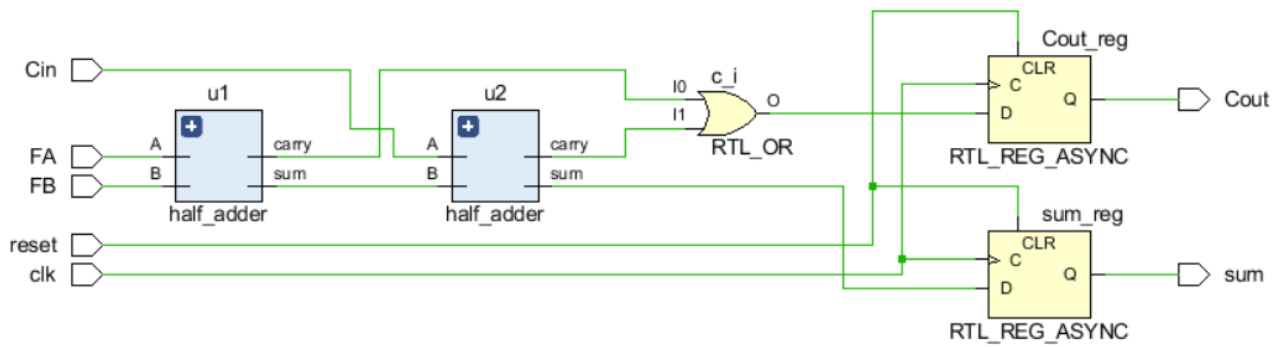 Cin
FA
FB
reset
clk
u1
A
B
carry
sum
half_adder
u2
A
B
carry
sum
half_adder
c_i
I0
I1
O
RTL_OR
Cout_reg
CLR
C
D
Q
RTL_REG_ASYNC
Cout
sum_reg
CLR
C
D
Q
RTL_REG_ASYNC
sum